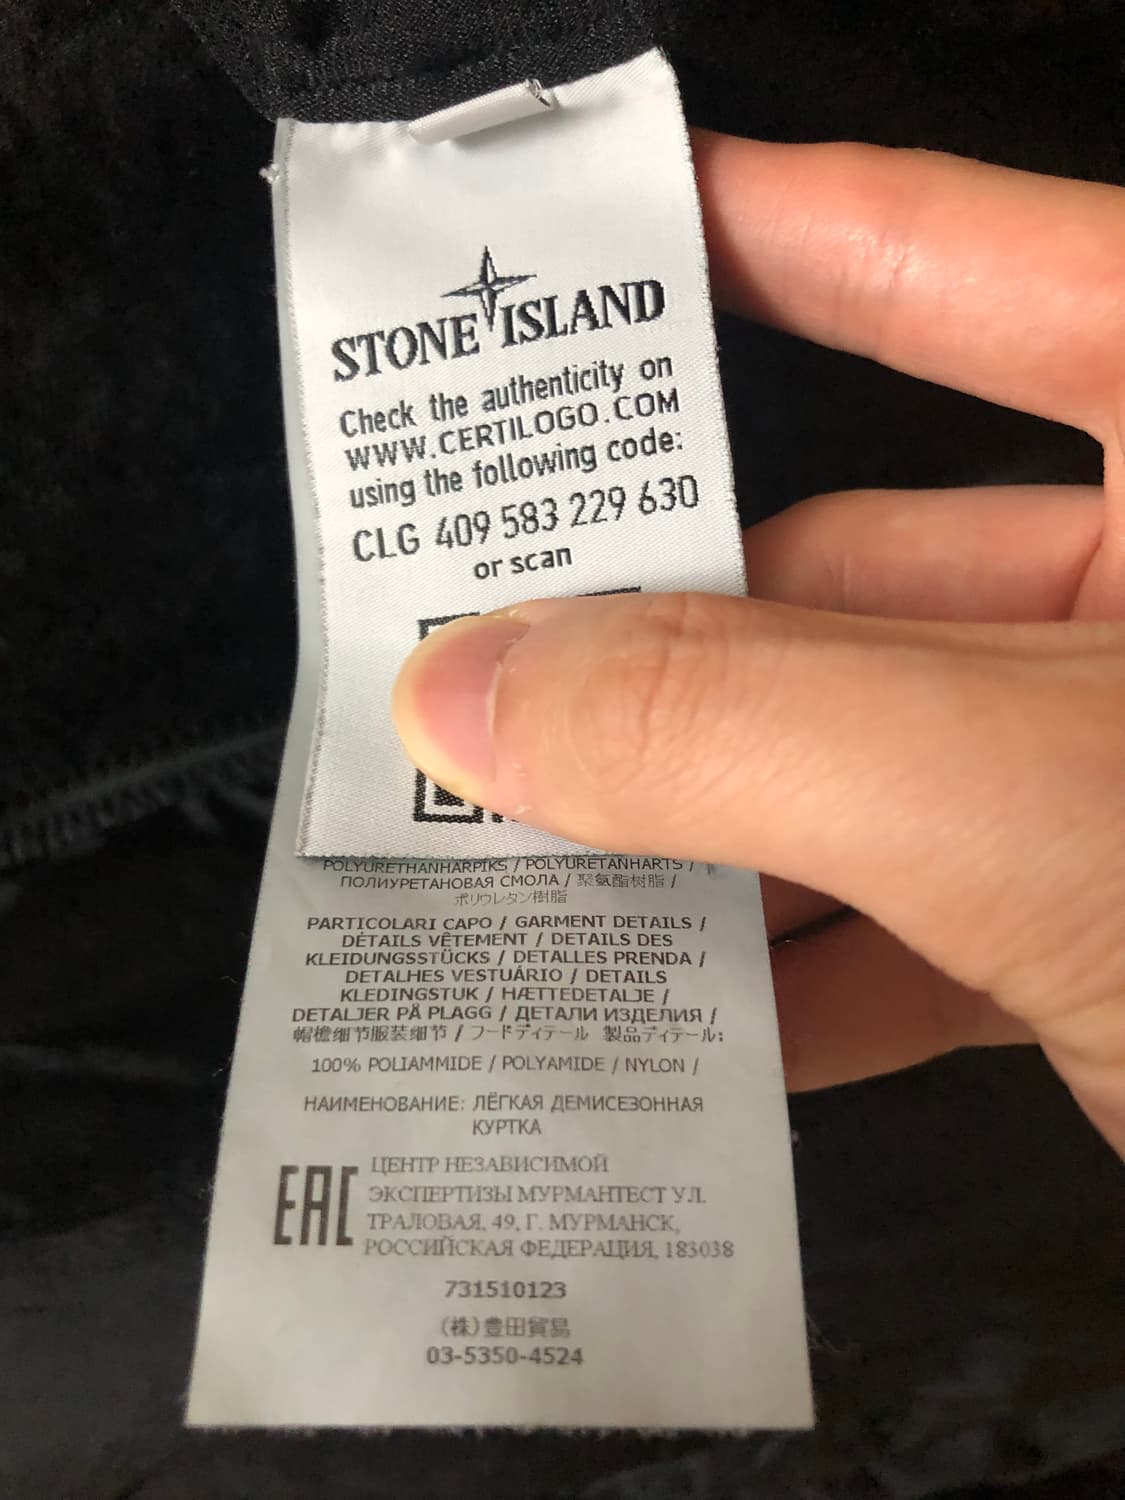 STONE ISLAND
Check the authenticity on
WWW.CERTILOGO.COM
using the following code:
CLG 409 583 229 630
or scan
POLYURETHANHARPIKS / POLYURETANHARTS /
ПОЛИУРЕТАНОВАЯ СМОЛА / 聚氨酯树脂 /
ポリウレタン樹脂
PARTICOLARI CAPO / GARMENT DETAILS /
DÉTAILS VÊTEMENT / DETAILS DES
KLEIDUNGSSTÜCKS / DETALLES PRENDA /
DETALHES VESTUÁRIO / DETAILS
KLEDINGSTUK / HÆTTEDETALJE /
DETALJER PÅ PLAGG / ДЕТАЛИ ИЗДЕЛИЯ /
帽檐细节服装细节 / フードディテール 製品ディテール:
100% POLIAMMIDE / POLYAMIDE / NYLON /
НАИМЕНОВАНИЕ: ЛЁГКАЯ ДЕМИСЕЗОННАЯ
КУРТКА
EAC ЦЕНТР НЕЗАВИСИМОЙ
ЭКСПЕРТИЗЫ МУРМАНТЕСТ УЛ.
ТРАЛОВАЯ, 49, Г. МУРМАНСК,
РОССИЙСКАЯ ФЕДЕРАЦИЯ, 183038
731510123
(株)豊田貿易
03-5350-4524